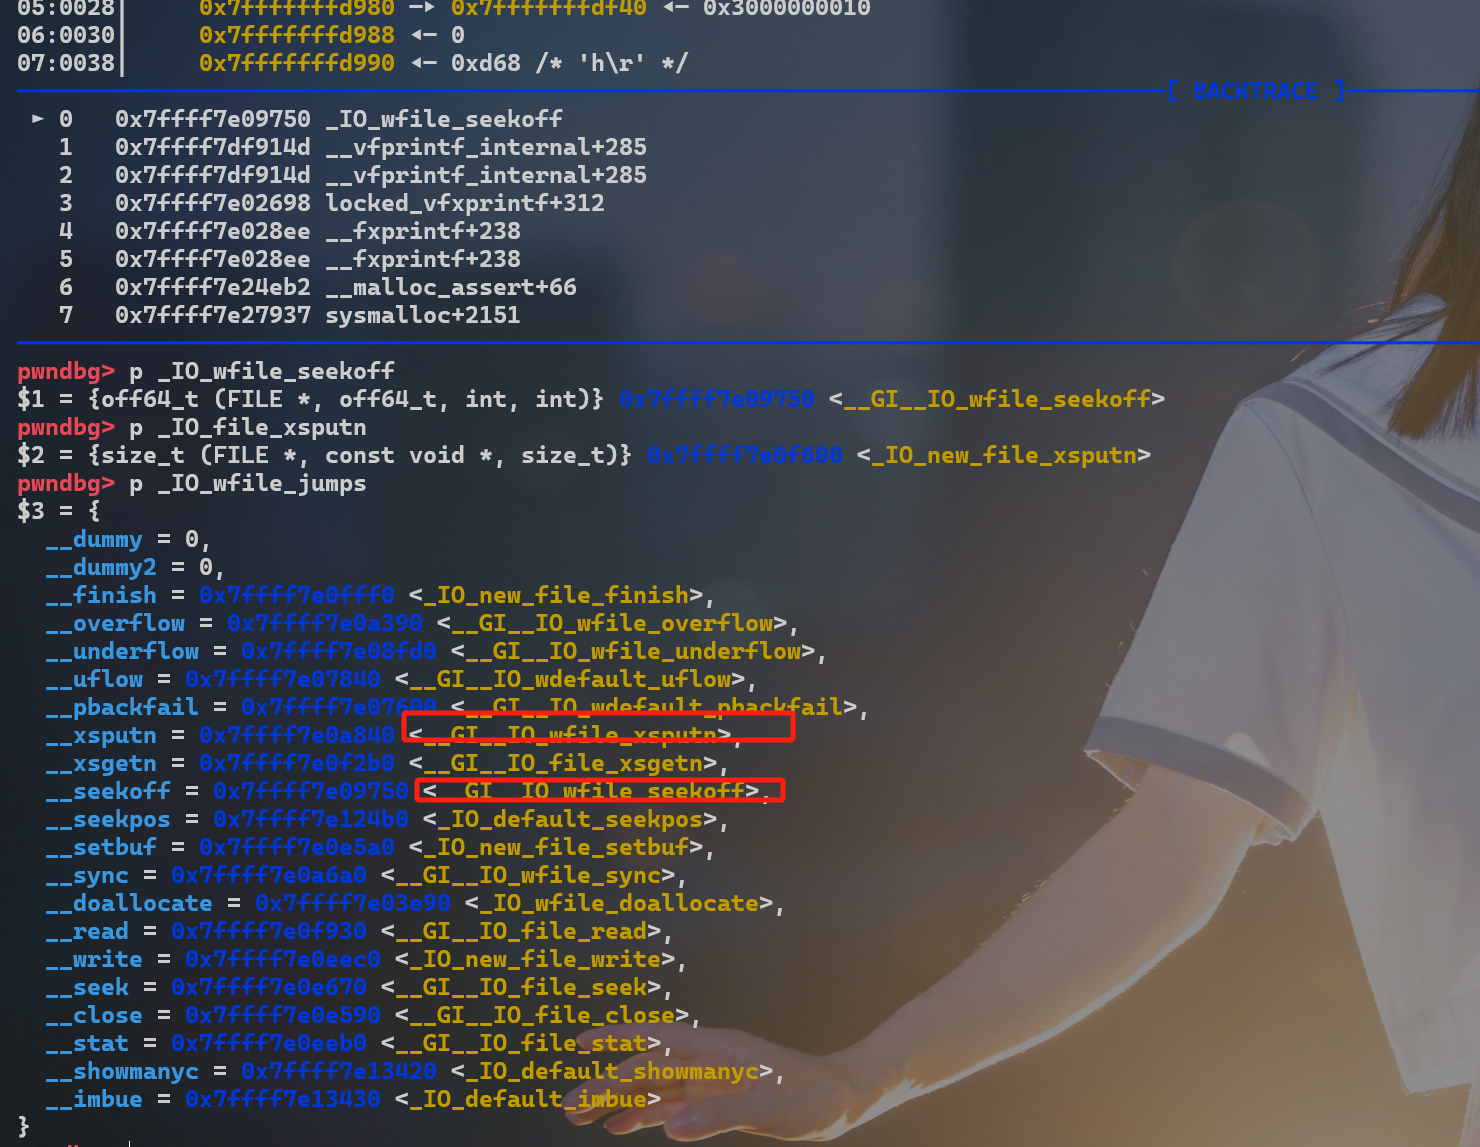 05:0028│ 0x7fffffffd980 —▸ 0x7fffffffdf40 ◂— 0x3000000010
06:0030│ 0x7fffffffd988 ◂— 0
07:0038│ 0x7fffffffd990 ◂— 0xd68 /* 'h\r' */
[ BACKTRACE ]
► 0 0x7ffff7e09750 _IO_wfile_seekoff
1 0x7ffff7df914d __vfprintf_internal+285
2 0x7ffff7df914d __vfprintf_internal+285
3 0x7ffff7e02698 locked_vfxprintf+312
4 0x7ffff7e028ee __fxprintf+238
5 0x7ffff7e028ee __fxprintf+238
6 0x7ffff7e24eb2 __malloc_assert+66
7 0x7ffff7e27937 sysmalloc+2151
pwndbg> p _IO_wfile_seekoff
$1 = {off64_t (FILE *, off64_t, int, int)} 0x7ffff7e09750 <__GI__IO_wfile_seekoff>
pwndbg> p _IO_file_xsputn
$2 = {size_t (FILE *, const void *, size_t)} 0x7ffff7e0f600 <_IO_new_file_xsputn>
pwndbg> p _IO_wfile_jumps
$3 = {
__dummy = 0,
__dummy2 = 0,
__finish = 0x7ffff7e0fff0 <_IO_new_file_finish>,
__overflow = 0x7ffff7e0a390 <__GI__IO_wfile_overflow>,
__underflow = 0x7ffff7e08fd0 <__GI__IO_wfile_underflow>,
__uflow = 0x7ffff7e07840 <__GI__IO_wdefault_uflow>,
__pbackfail = 0x7ffff7e07600 <__GI__IO_wdefault_pbackfail>,
__xsputn = 0x7ffff7e0a840 <__GI__IO_wfile_xsputn>,
__xsgetn = 0x7ffff7e0f2b0 <__GI__IO_file_xsgetn>,
__seekoff = 0x7ffff7e09750 <__GI__IO_wfile_seekoff>,
__seekpos = 0x7ffff7e124b0 <_IO_default_seekpos>,
__setbuf = 0x7ffff7e0e5a0 <_IO_new_file_setbuf>,
__sync = 0x7ffff7e0a6a0 <__GI__IO_wfile_sync>,
__doallocate = 0x7ffff7e03e90 <_IO_wfile_doallocate>,
__read = 0x7ffff7e0f930 <__GI__IO_file_read>,
__write = 0x7ffff7e0eec0 <_IO_new_file_write>,
__seek = 0x7ffff7e0e670 <__GI__IO_file_seek>,
__close = 0x7ffff7e0e590 <__GI__IO_file_close>,
__stat = 0x7ffff7e0eeb0 <__GI__IO_file_stat>,
__showmanyc = 0x7ffff7e13420 <_IO_default_showmanyc>,
__imbue = 0x7ffff7e13430 <_IO_default_imbue>
}